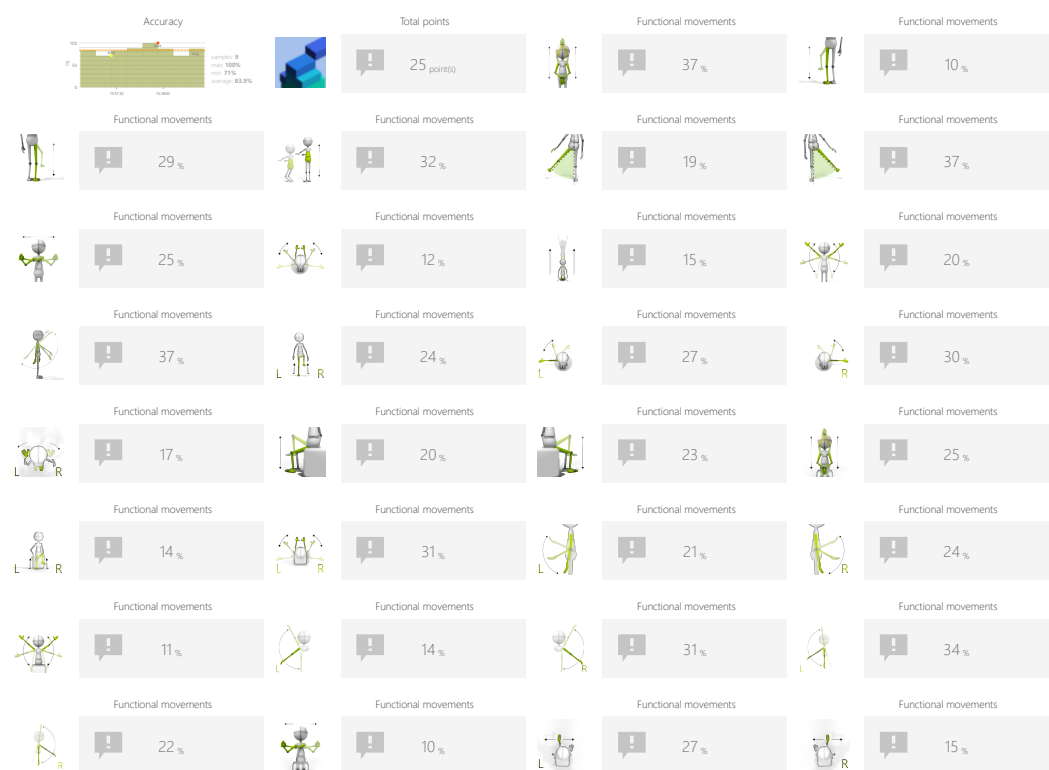 Accuracy
100
50
0
samples: 9
max: 100%
min: 71%
average: 83.9%
Total points
25 point(s)
Functional movements
37 %
Functional movements
10 %
Functional movements
29 %
Functional movements
32 %
Functional movements
19 %
Functional movements
37 %
Functional movements
25 %
Functional movements
12 %
Functional movements
15 %
Functional movements
20 %
Functional movements
37 %
Functional movements
L R
24 %
Functional movements
L
27 %
Functional movements
R
30 %
Functional movements
L R
17 %
Functional movements
20 %
Functional movements
23 %
Functional movements
25 %
Functional movements
L R
14 %
Functional movements
L R
31 %
Functional movements
L
21 %
Functional movements
R
24 %
Functional movements
11 %
Functional movements
L
14 %
Functional movements
R
31 %
Functional movements
L
34 %
Functional movements
R
22 %
Functional movements
10 %
Functional movements
L
27 %
Functional movements
R
15 %